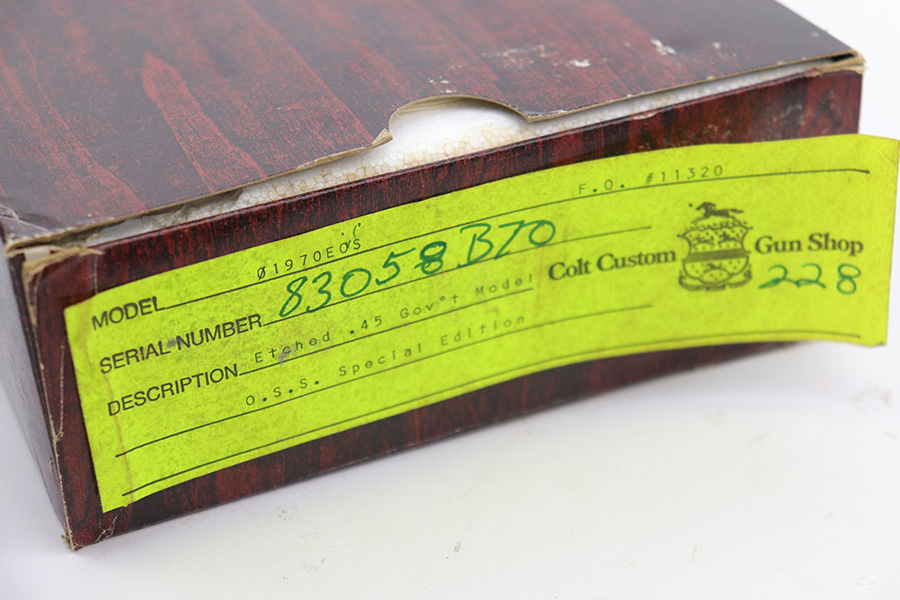 F.O. #11320
MODEL Ø1970EOS
SERIAL NUMBER 83058B70
Colt Custom Gun Shop
228
DESCRIPTION Etched .45 Gov't Model
O.S.S. Special Edition